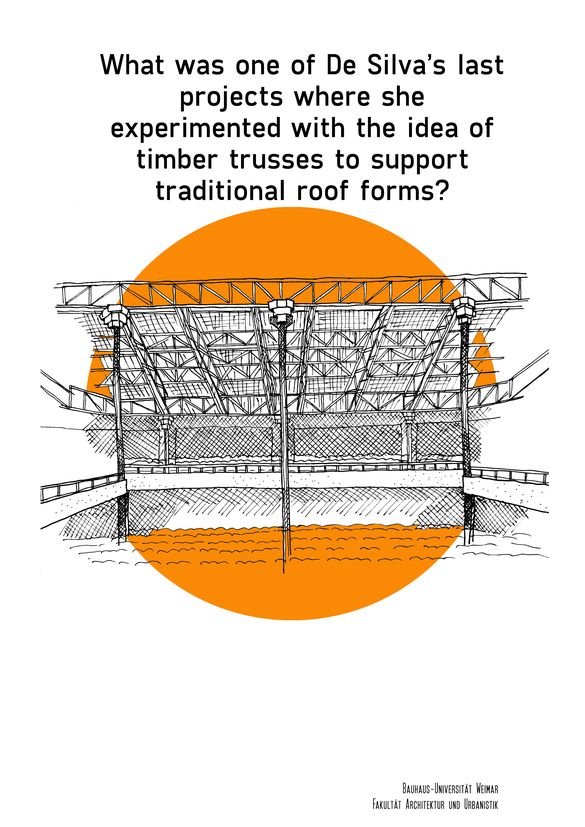 What was one of De Silva’s last
projects where she
experimented with the idea of
timber trusses to support
traditional roof forms?
Bauhaus-Universität Weimar
Fakultät Architektur und Urbanistik